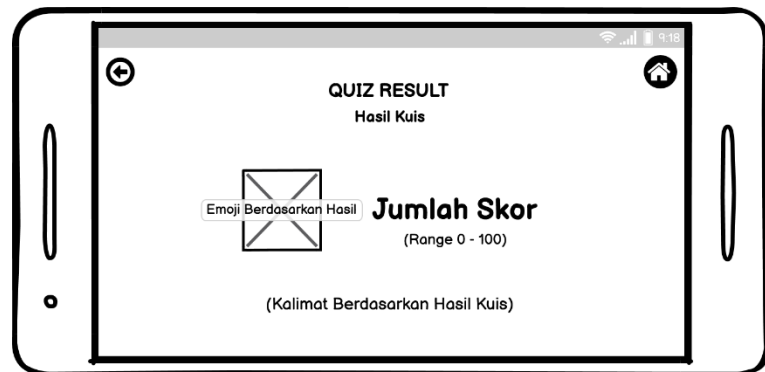 9:18
QUIZ RESULT
Hasil Kuis
Emoji Berdasarkan Hasil
Jumlah Skor
(Range 0 - 100)
(Kalimat Berdasarkan Hasil Kuis)